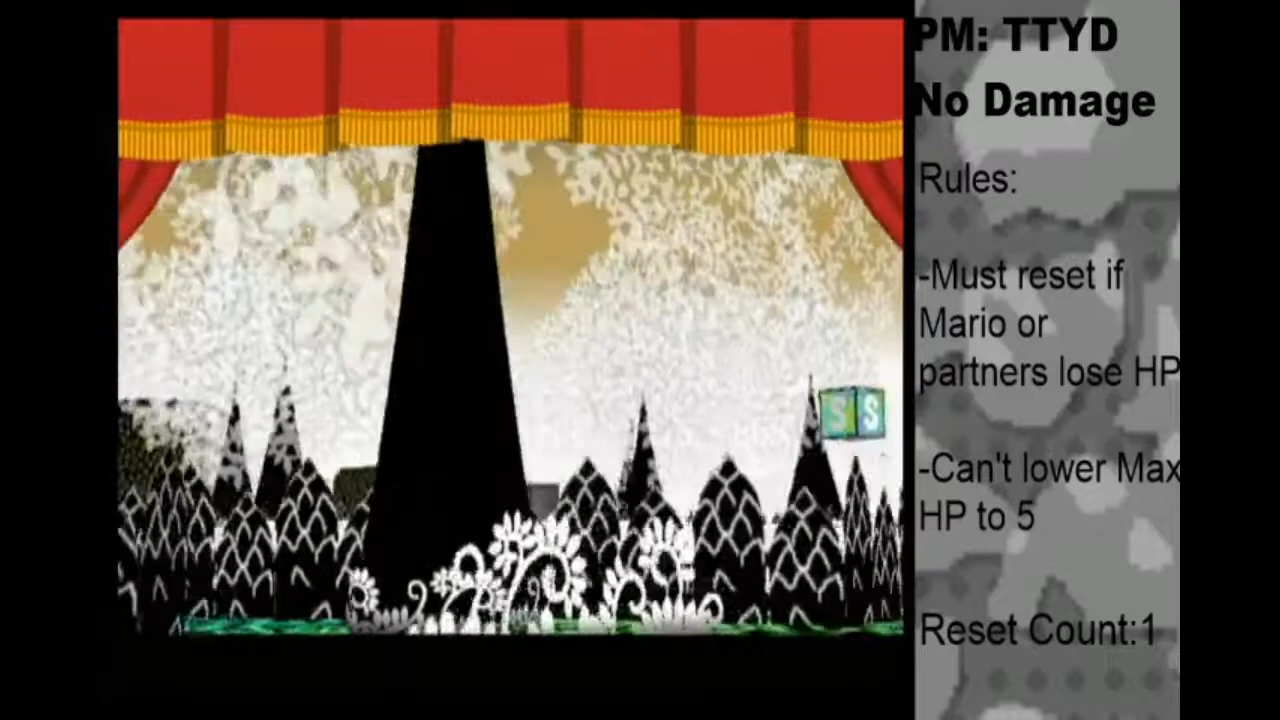 PM: TTYD
No Damage
Rules:
-Must reset if
Mario or
partners lose HP
S S
-Can't lower Max
HP to 5
Reset Count:1